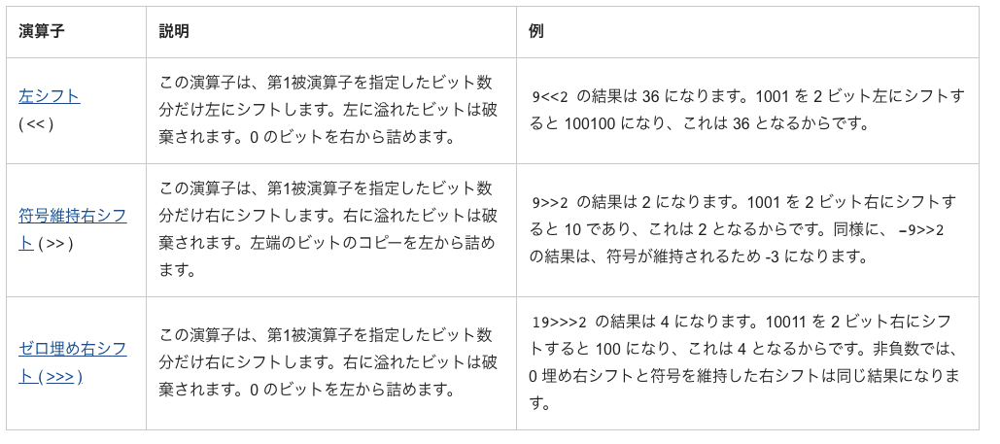 演算子 説明 例
左シフト
( << )
この演算子は、第1被演算子を指定したビット数
分だけ左にシフトします。左に溢れたビットは破
棄されます。0 のビットを右から詰めます。
9<<2 の結果は 36 になります。1001 を 2 ビット左にシフトす
ると 100100 になり、これは 36 となるからです。
符号維持右シフ
ト ( >> )
この演算子は、第1被演算子を指定したビット数
分だけ右にシフトします。右に溢れたビットは破
棄されます。左端のビットのコピーを左から詰め
ます。
9>>2 の結果は 2 になります。1001 を 2 ビット右にシフトす
ると 10 であり、これは 2 となるからです。同様に、 -9>>2
の結果は、符号が維持されるため -3 になります。
ゼロ埋め右シフ
ト ( >>> )
この演算子は、第1被演算子を指定したビット数
分だけ右にシフトします。右に溢れたビットは破
棄されます。0 のビットを左から詰めます。
19>>>2 の結果は 4 になります。10011 を 2 ビット右にシフ
トすると 100 になり、これは 4 となるからです。非負数では、
0 埋め右シフトと符号を維持した右シフトは同じ結果になりま
す。